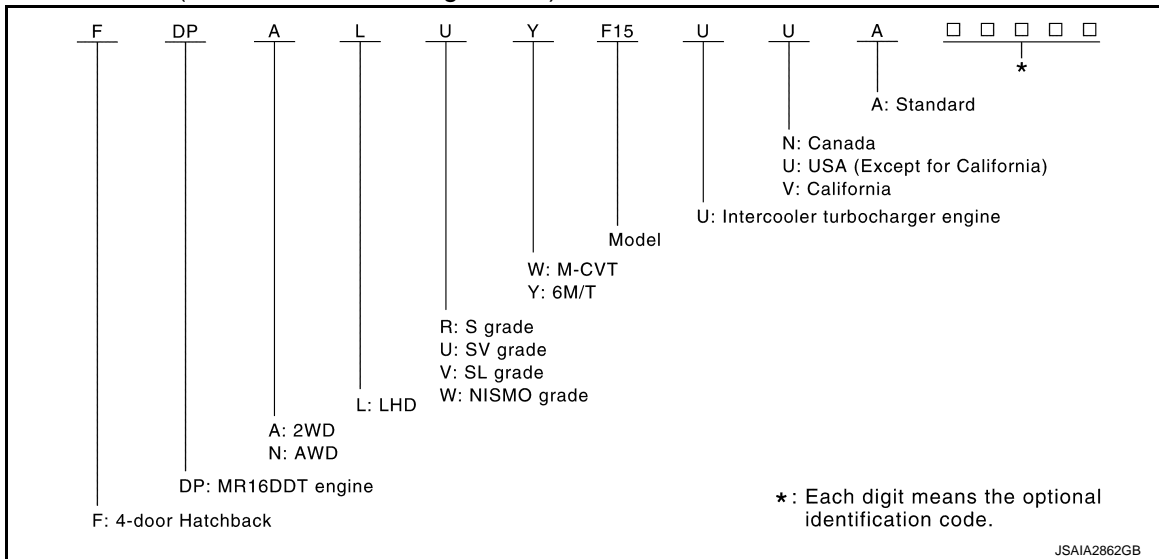 F DP A L U Y F15 U U A □ □ □ □ □
*
A: Standard
N: Canada
U: USA (Except for California)
V: California
U: Intercooler turbocharger engine
Model
W: M-CVT
Y: 6M/T
R: S grade
U: SV grade
V: SL grade
W: NISMO grade
L: LHD
A: 2WD
N: AWD
DP: MR16DDT engine
F: 4-door Hatchback
*: Each digit means the optional
identification code.
JSAIA2862GB